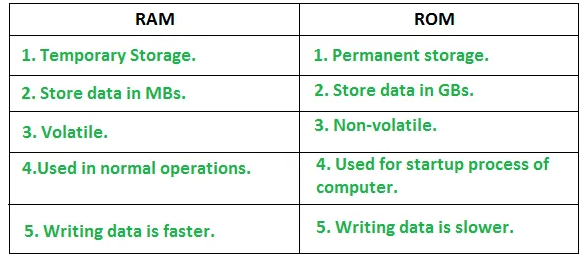 RAM ROM
1. Temporary Storage. 1. Permanent storage.
2. Store data in MBs. 2. Store data in GBs.
3. Volatile. 3. Non-volatile.
4.Used in normal operations. 4. Used for startup process of
computer.
5. Writing data is faster. 5. Writing data is slower.